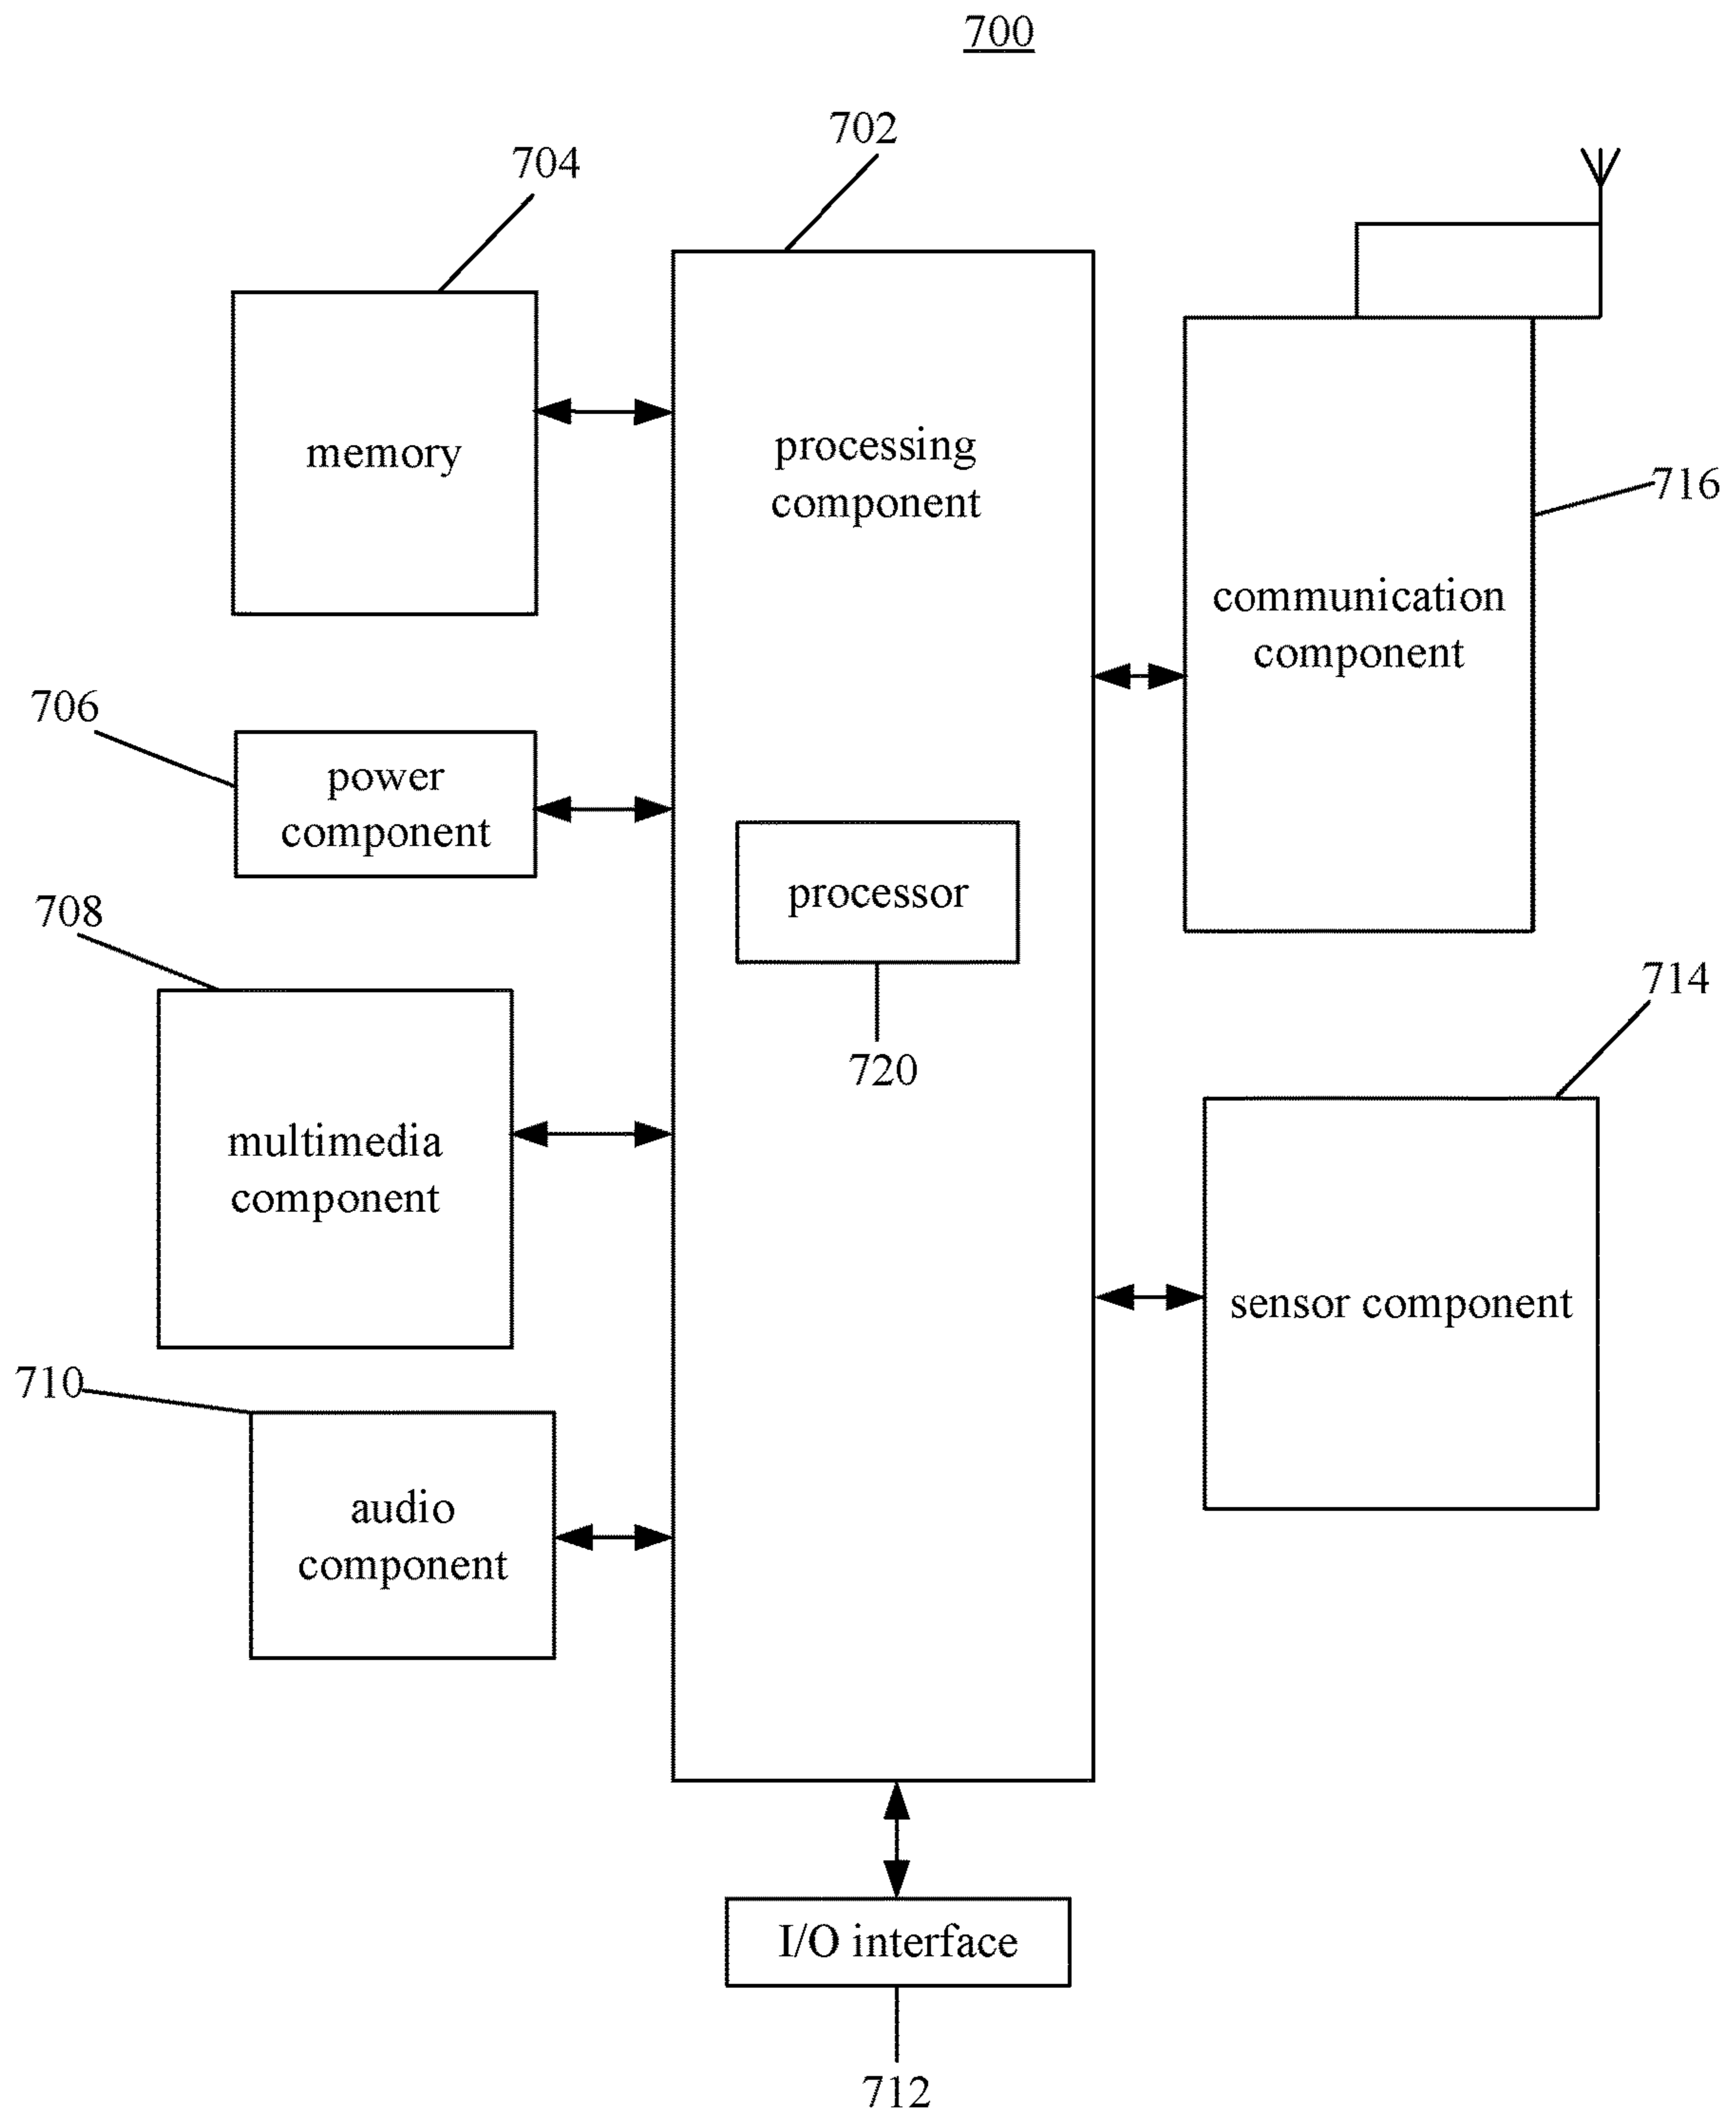 700
702
704
memory
processing
component
716
communication
component
706
power
component
processor
708
714
720
multimedia
component
sensor component
710
audio
component
I/O interface
712